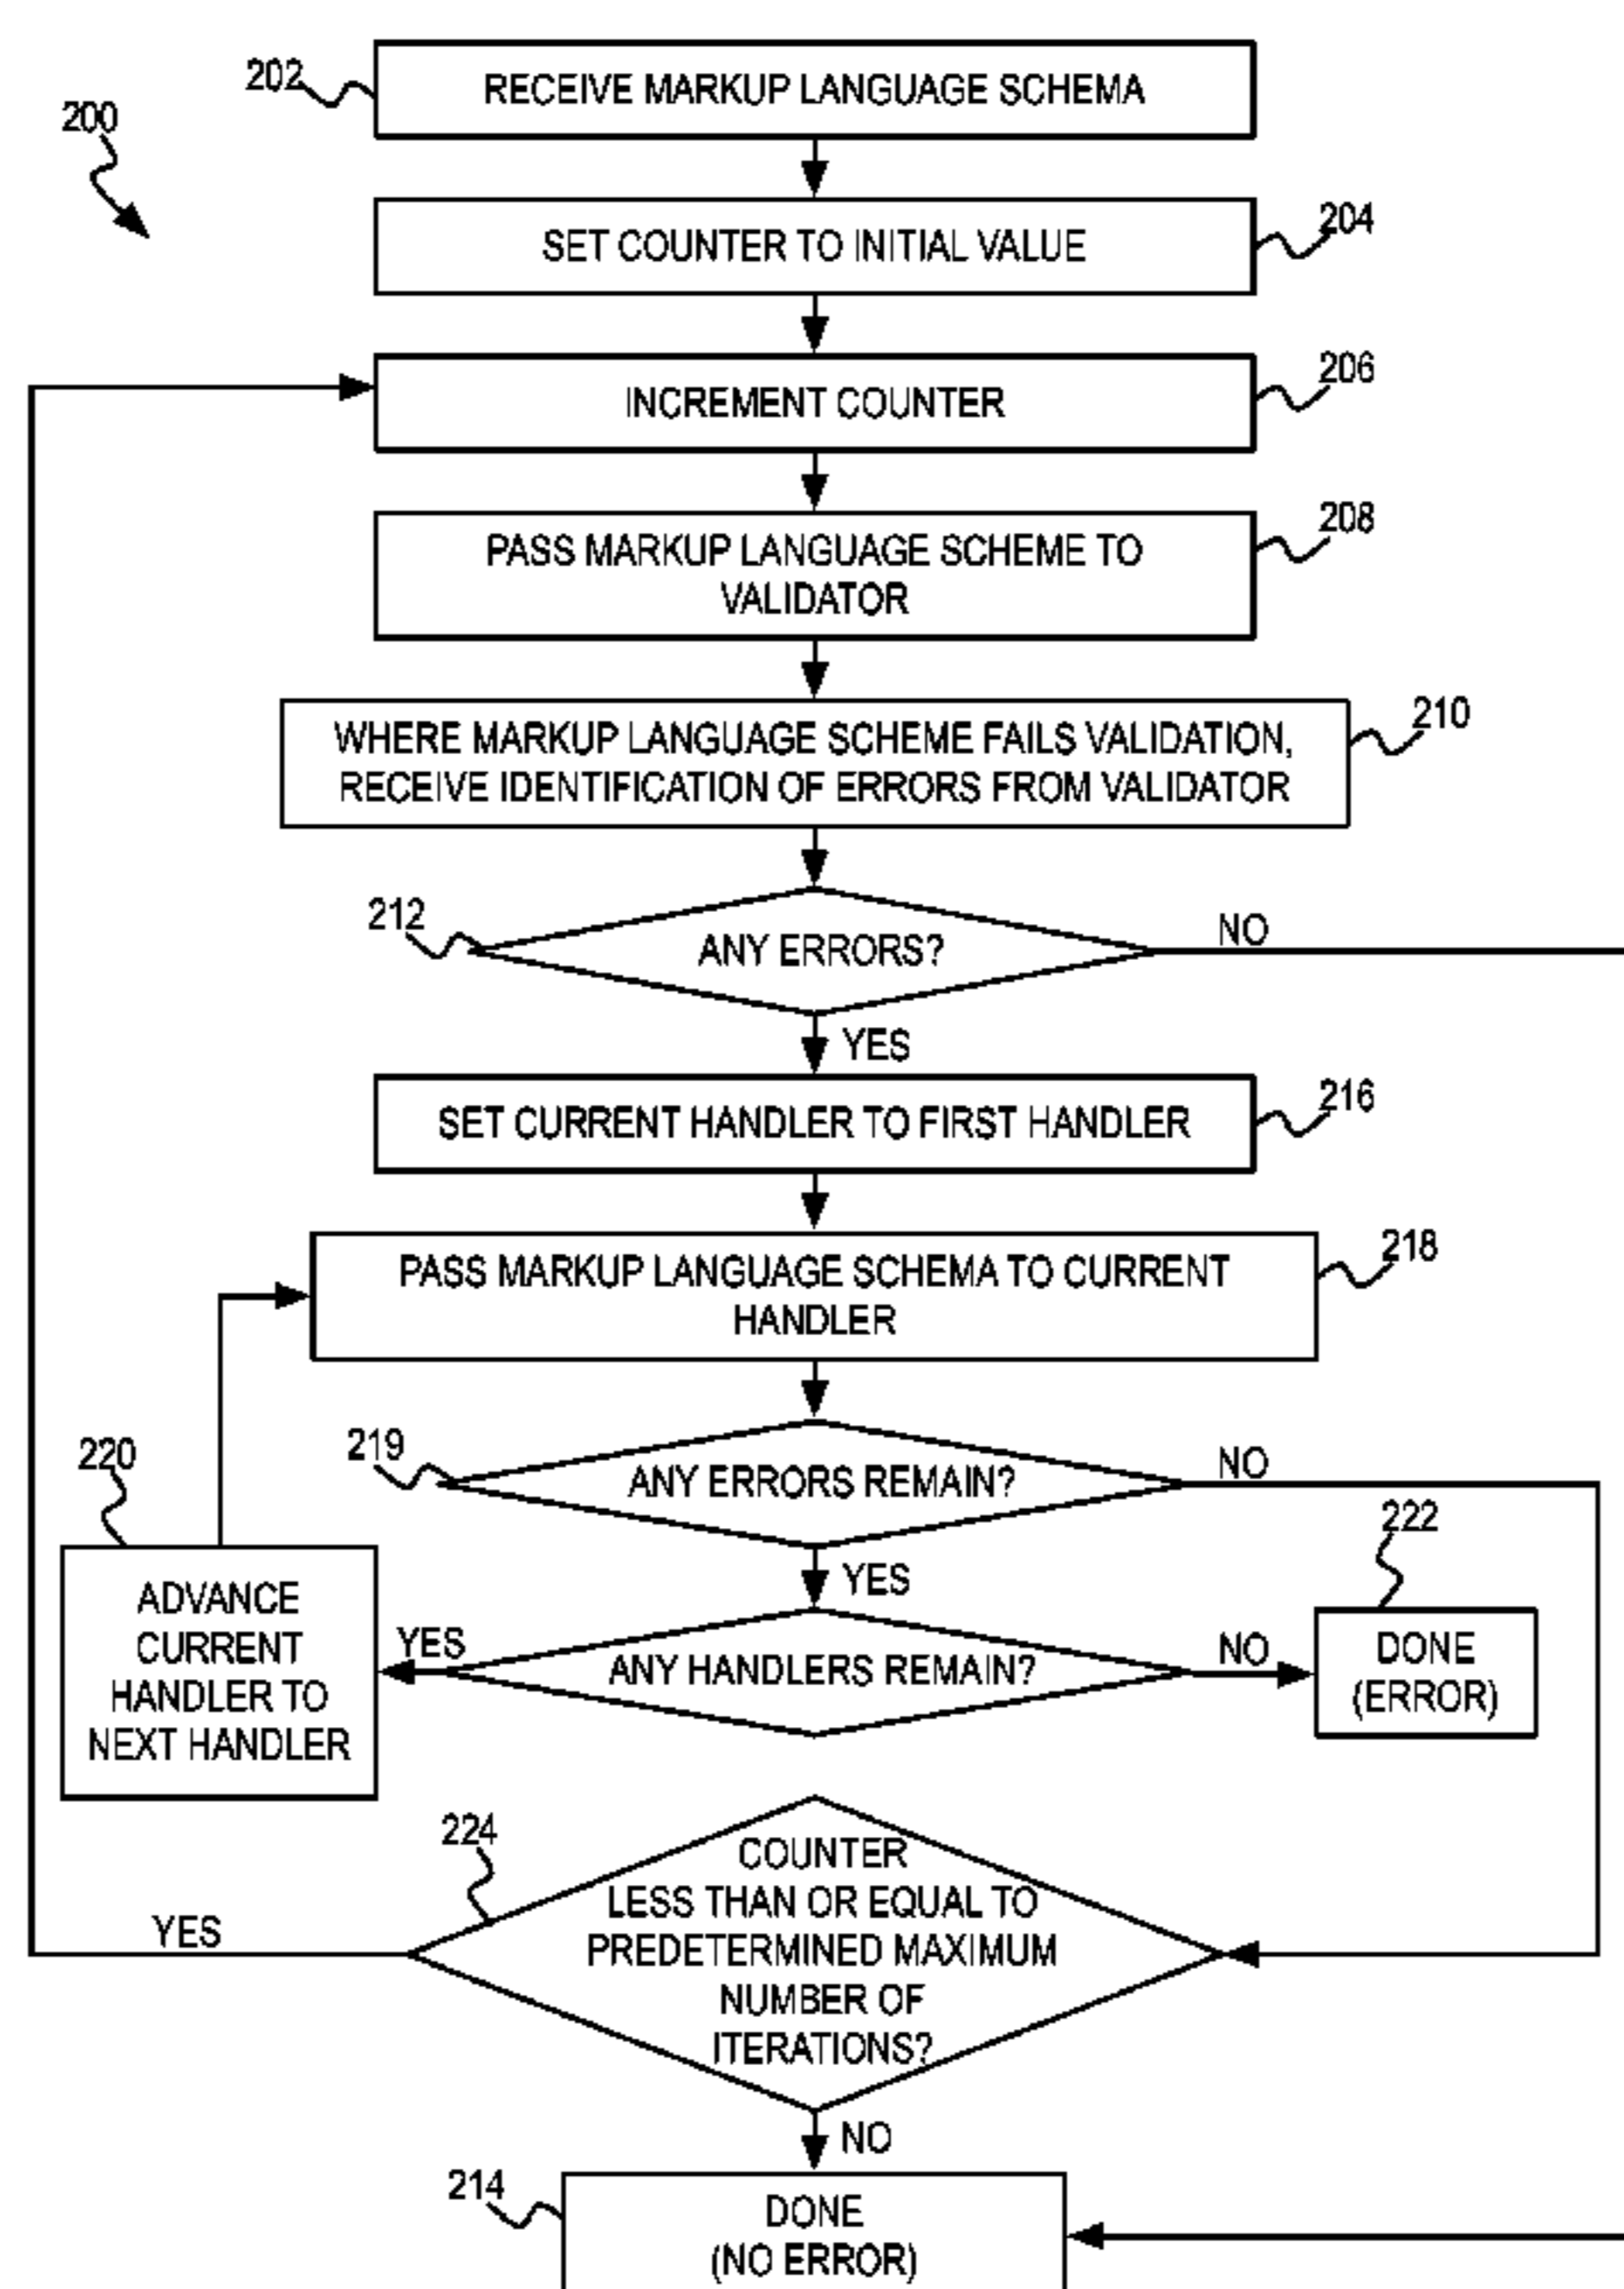 202
RECEIVE MARKUP LANGUAGE SCHEMA
200
SET COUNTER TO INITIAL VALUE
204
INCREMENT COUNTER
206
PASS MARKUP LANGUAGE SCHEME TO
VALIDATOR
208
WHERE MARKUP LANGUAGE SCHEME FAILS VALIDATION,
RECEIVE IDENTIFICATION OF ERRORS FROM VALIDATOR
210
212
ANY ERRORS?
NO
YES
SET CURRENT HANDLER TO FIRST HANDLER
216
PASS MARKUP LANGUAGE SCHEMA TO CURRENT
HANDLER
218
219
ANY ERRORS REMAIN?
NO
YES
220
ADVANCE
CURRENT
HANDLER TO
NEXT HANDLER
YES
ANY HANDLERS REMAIN?
NO
222
DONE
(ERROR)
224
COUNTER
LESS THAN OR EQUAL TO
PREDETERMINED MAXIMUM
NUMBER OF
ITERATIONS?
YES
NO
214
DONE
(NO ERROR)